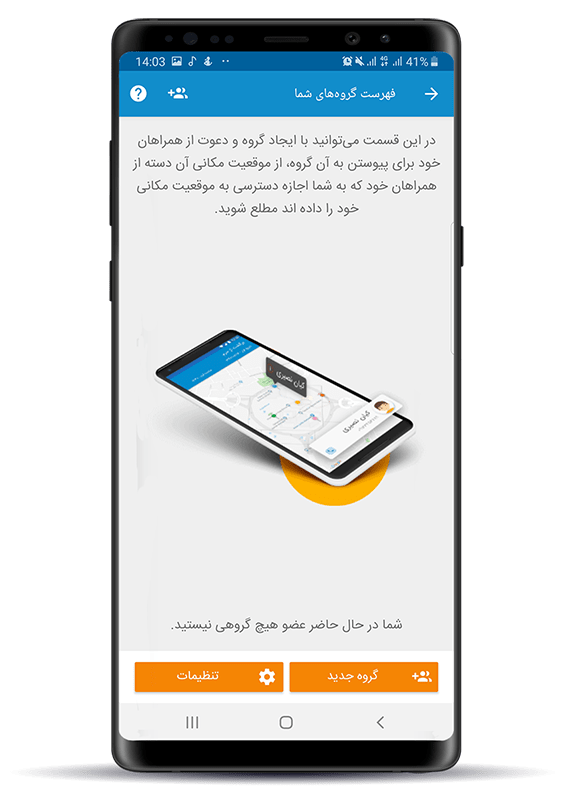 14:03
41%
فهرست گروه‌های شما
در این قسمت می‌توانید با ایجاد گروه و دعوت از همراهان
خود برای پیوستن به آن گروه، از موقعیت مکانی آن دسته از
همراهان خود که به شما اجازه دسترسی به موقعیت مکانی
خود را داده اند مطلع شوید.
کیان نصیری
کیان نصیری
شما در حال حاضر عضو هیچ گروهی نیستید.
گروه جدید
تنظیمات